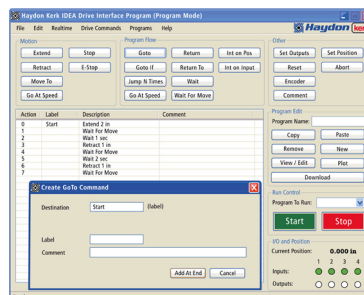 Haydon Kerk IDEA Drive Interface Program (Program Mode)
File Edit Realtime Drive Commands Programs Help
Haydon kerk
Motion
Extend Stop
Retract E-Stop
Move To
Go At Speed
Program Flow
Goto Return Int on Pos
Goto If Return To Int on Input
Jump N Times Wait
Go At Speed Wait For Move
Other
Set Outputs Set Position
Reset Abort
Encoder
Comment
Action Label Description Comment
0 Start Extend 2 in
1 Wait For Move
2 Wait 1 sec
3 Retract 1 in
4 Wait For Move
5 Wait 2 sec
6 Retract 1 in
7 Wait For Move
Program Edit
Program Name:
Copy Paste
Remove New
View / Edit Plot
Download
Run Control
Program To Run:
Start Stop
I/O and Position
Current Position: 0.000 in
1 2 3 4
Inputs:
Outputs:
Create GoTo Command
Destination Start (label)
Label
Comment
Add At End Cancel